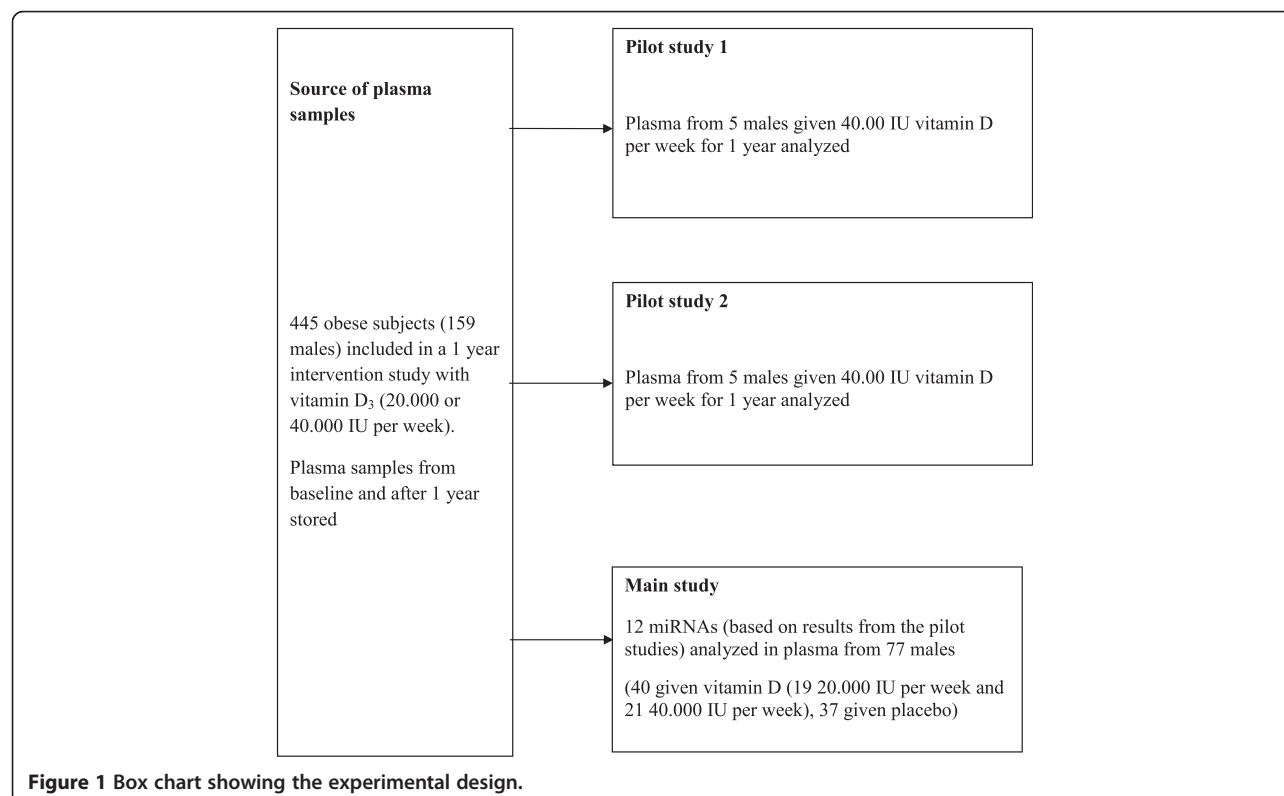 Source of plasma
samples
445 obese subjects (159
males) included in a 1 year
intervention study with
vitamin D₃ (20.000 or
40.000 IU per week).
Plasma samples from
baseline and after 1 year
stored
Pilot study 1
Plasma from 5 males given 40.00 IU vitamin D
per week for 1 year analyzed
Pilot study 2
Plasma from 5 males given 40.00 IU vitamin D
per week for 1 year analyzed
Main study
12 miRNAs (based on results from the pilot
studies) analyzed in plasma from 77 males
(40 given vitamin D (19 20.000 IU per week and
21 40.000 IU per week), 37 given placebo)
Figure 1 Box chart showing the experimental design.